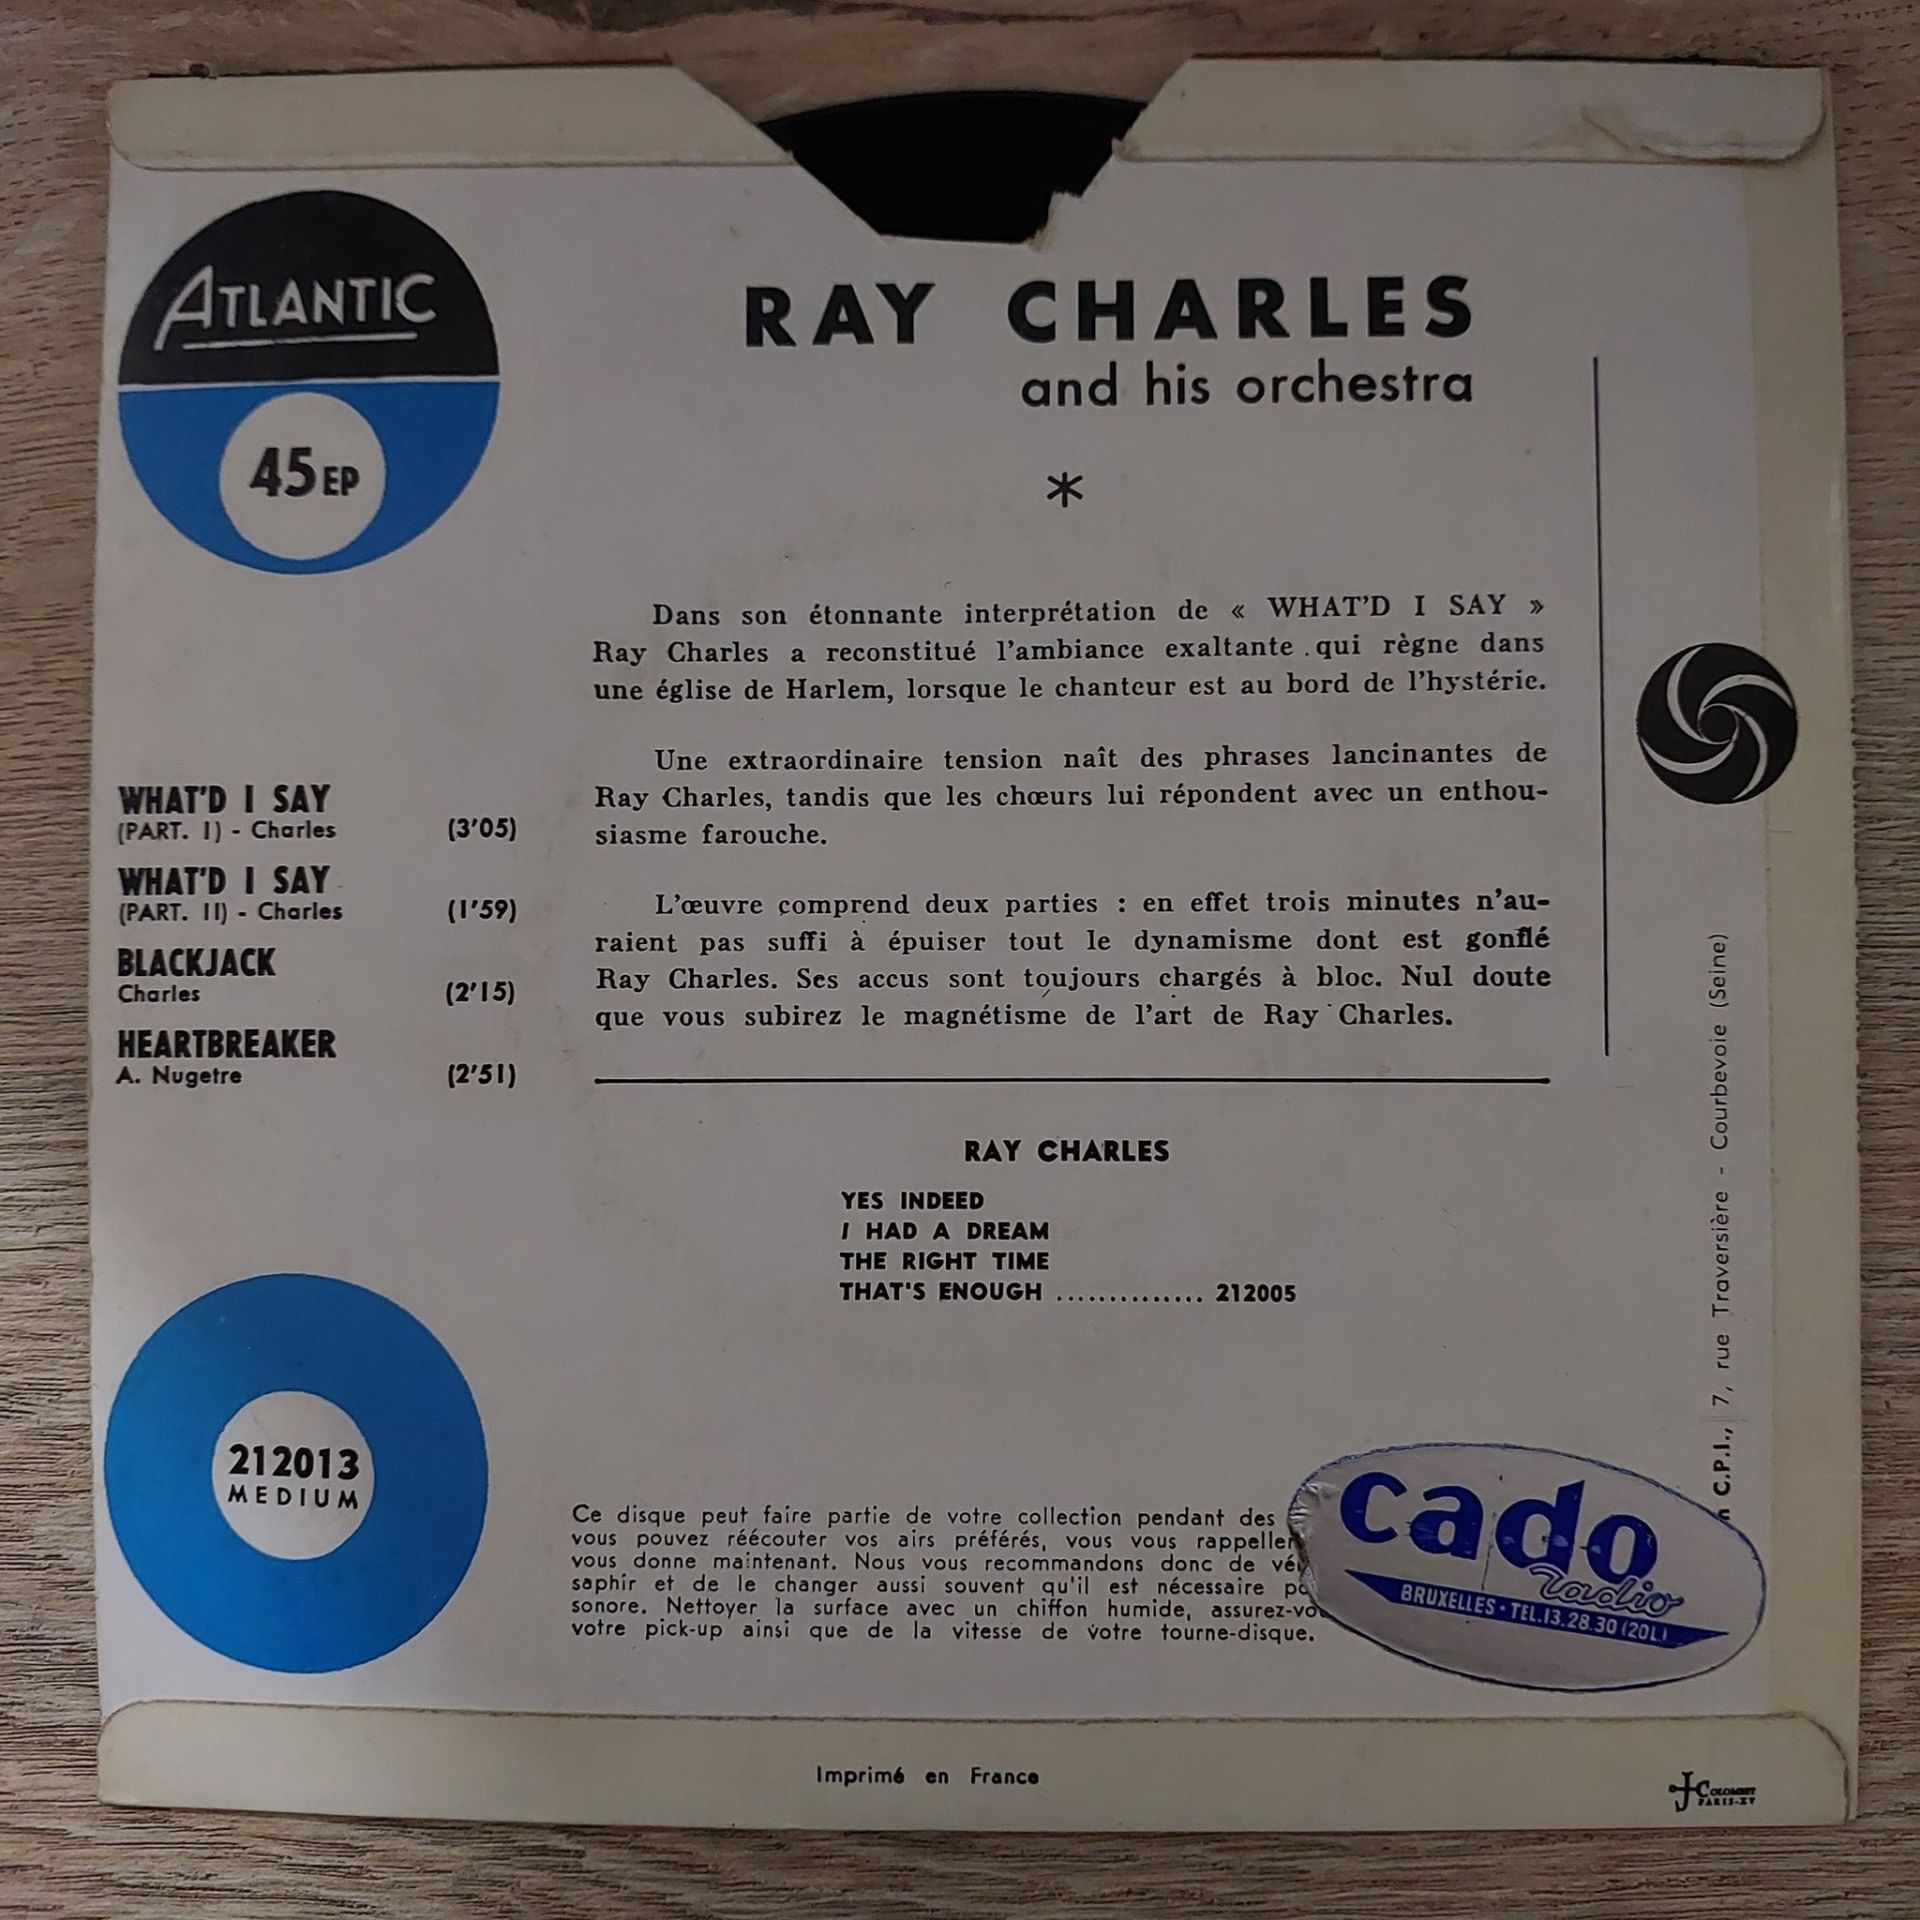 ATLANTIC
45 EP
RAY CHARLES
and his orchestra
*
Dans son étonnante interprétation de « WHAT'D I SAY »
Ray Charles a reconstitué l'ambiance exaltante qui règne dans
une église de Harlem, lorsque le chanteur est au bord de l'hystérie.
Une extraordinaire tension naît des phrases lancinantes de
Ray Charles, tandis que les chœurs lui répondent avec un enthou-
siasme farouche.
L'œuvre comprend deux parties : en effet trois minutes n'au-
raient pas suffi à épuiser tout le dynamisme dont est gonflé
Ray Charles. Ses accus sont toujours chargés à bloc. Nul doute
que vous subirez le magnétisme de l'art de Ray Charles.
WHAT'D I SAY
(PART. I) - Charles (3'05)
WHAT'D I SAY
(PART. II) - Charles (1'59)
BLACKJACK
Charles (2'15)
HEARTBREAKER
A. Nugetre (2'51)
RAY CHARLES
YES INDEED
I HAD A DREAM
THE RIGHT TIME
THAT'S ENOUGH .............. 212005
212013
MEDIUM
Ce disque peut faire partie de votre collection pendant des
vous pouvez réécouter vos airs préférés, vous vous rappeller
vous donne maintenant. Nous vous recommandons donc de vé
saphir et de le changer aussi souvent qu'il est nécessaire po
sonore. Nettoyer la surface avec un chiffon humide, assurez-vo
votre pick-up ainsi que de la vitesse de votre tourne-disque.
cado
radio
BRUXELLES · TEL.13.28.30 (20L.)
n C.P.I., 7, rue Traversière - Courbevoie (Seine)
Imprimé en France
J COLOMBET
PARIS-XV